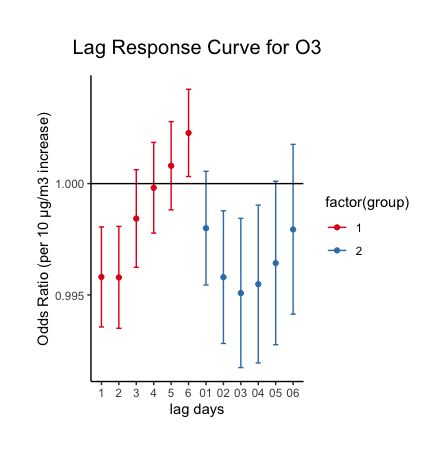 Lag Response Curve for O3
Odds Ratio (per 10 μg/m3 increase)
1.000
0.995
1 2 3 4 5 6 01 02 03 04 05 06
lag days
factor(group)
1
2